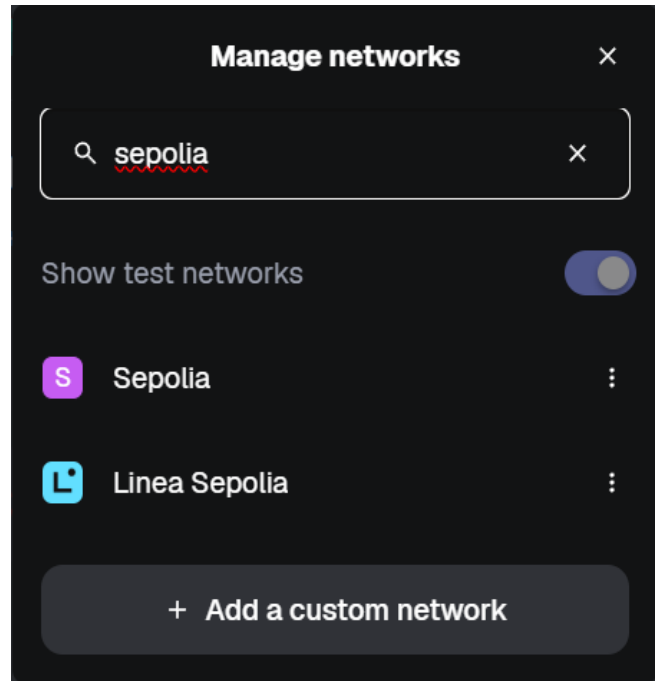 Manage networks
sepolia
Show test networks
S Sepolia
L Linea Sepolia
+ Add a custom network